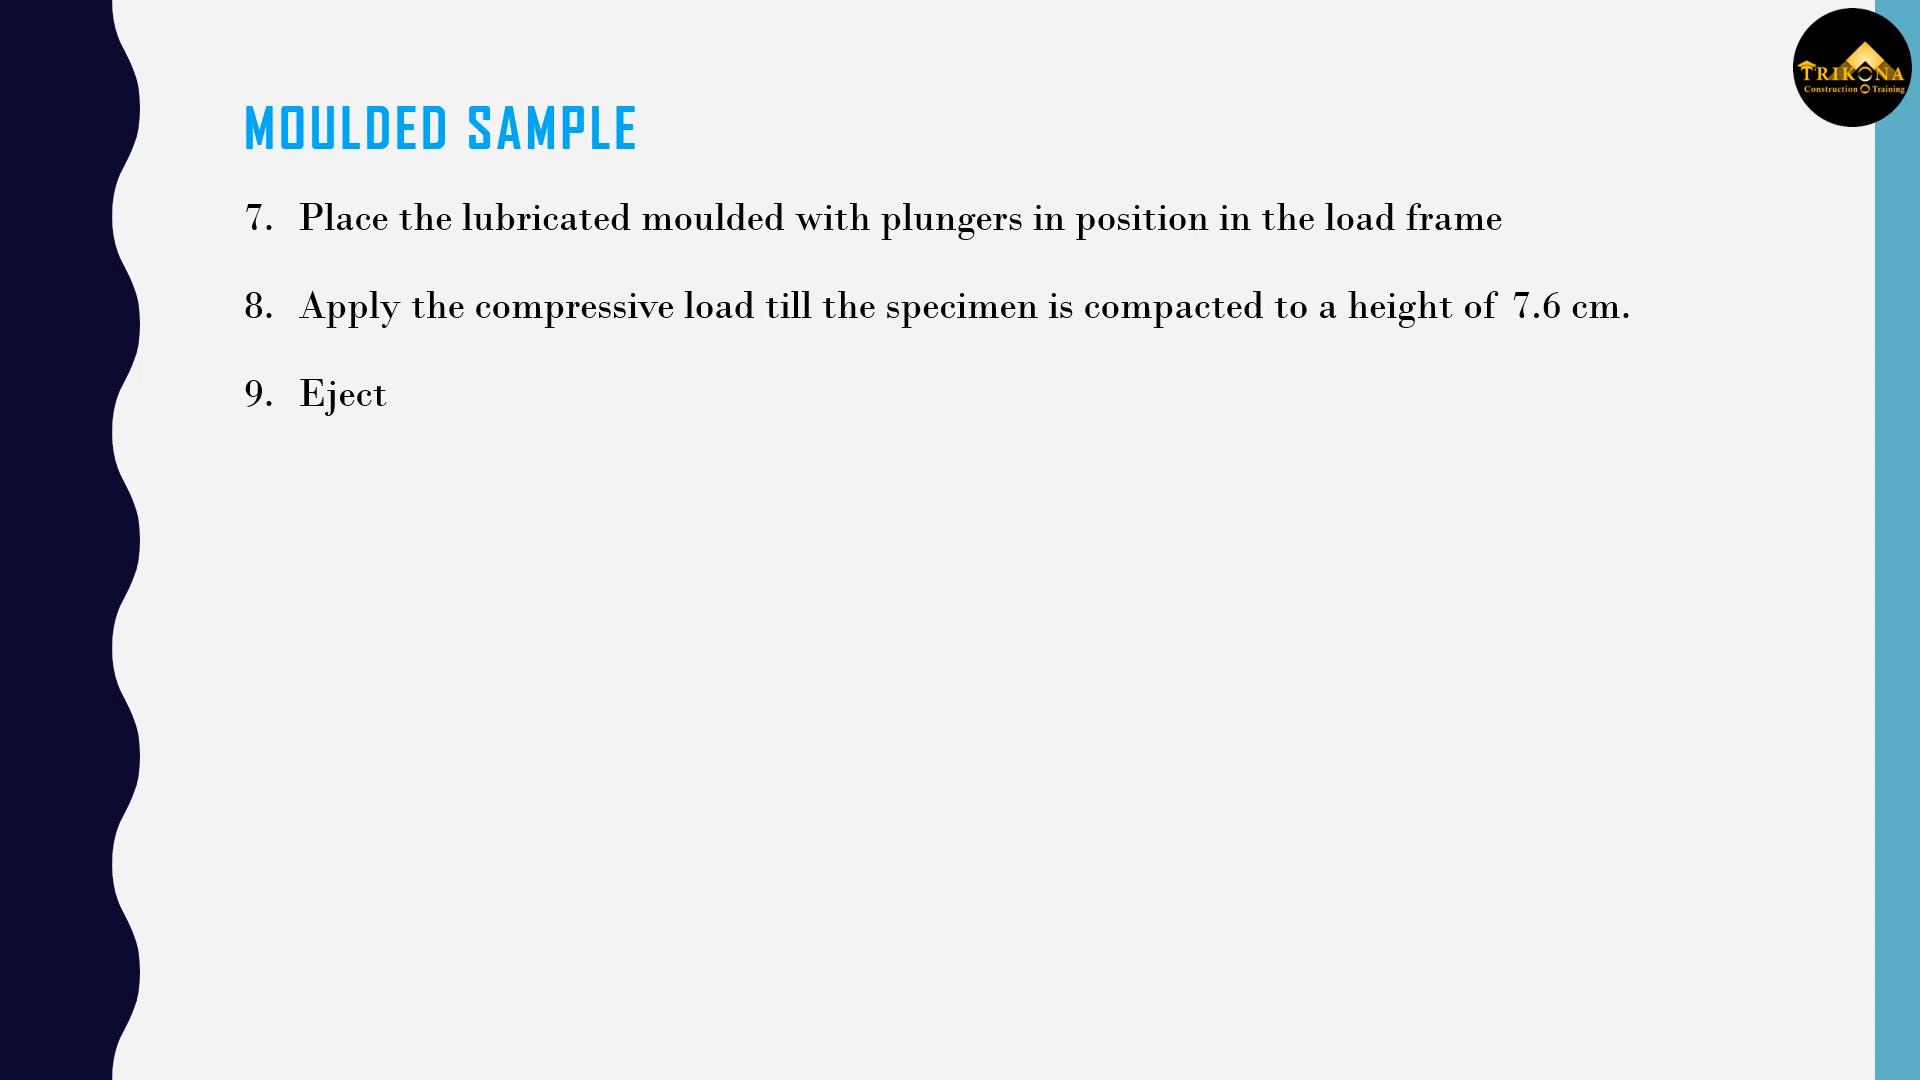 TRIKONA
Construction Training
MOULDED SAMPLE
7. Place the lubricated moulded with plungers in position in the load frame
8. Apply the compressive load till the specimen is compacted to a height of 7.6 cm.
9. Eject